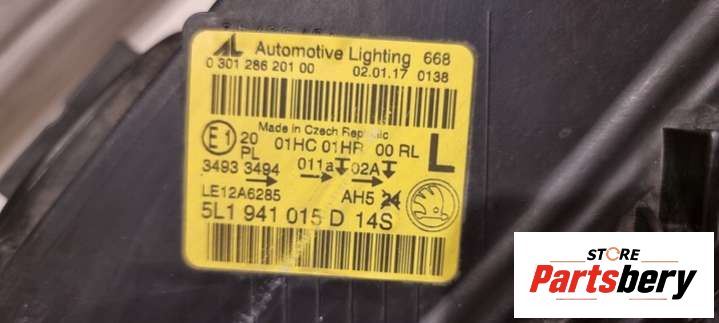 AL Automotive Lighting 668
0 301 286 201 00 02.01.17 0138
Made in Czech Republic
E1 20 01HC 01HR 00 RL L
PL
3493 3494 011a 02A
LE12A6285 AH5 24
5L1 941 015 D 14S
STORE
Partsbery